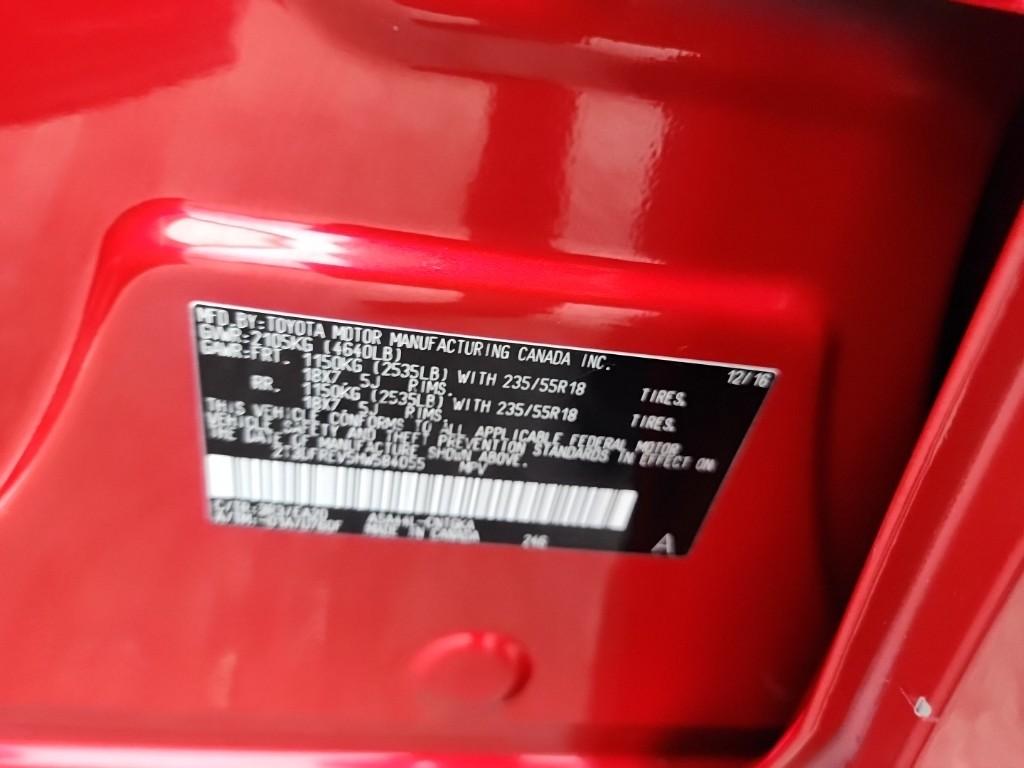 MFD.BY:TOYOTA MOTOR MANUFACTURING CANADA INC. 12/16
GVWR:2105KG (4640LB)
GAWR:FRT. 1150KG (2535LB) WITH 235/55R18 TIRES,
18X7 5J RIMS.
RR. 1150KG (2535LB) WITH 235/55R18 TIRES,
18X7 5J RIMS.
THIS VEHICLE CONFORMS TO ALL APPLICABLE FEDERAL MOTOR
VEHICLE SAFETY AND THEFT PREVENTION STANDARDS IN EFFECT ON
THE DATE OF MANUFACTURE SHOWN ABOVE.
MPV
MADE IN CANADA
A